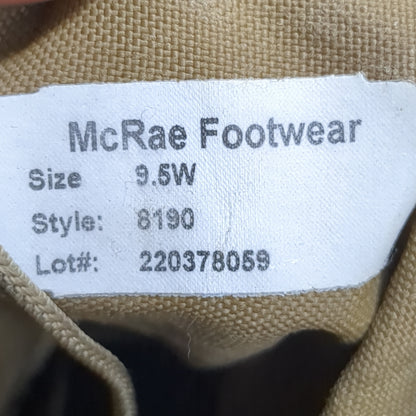 McRae Footwear
Size 9.5W
Style: 8190
Lot#: 220378059